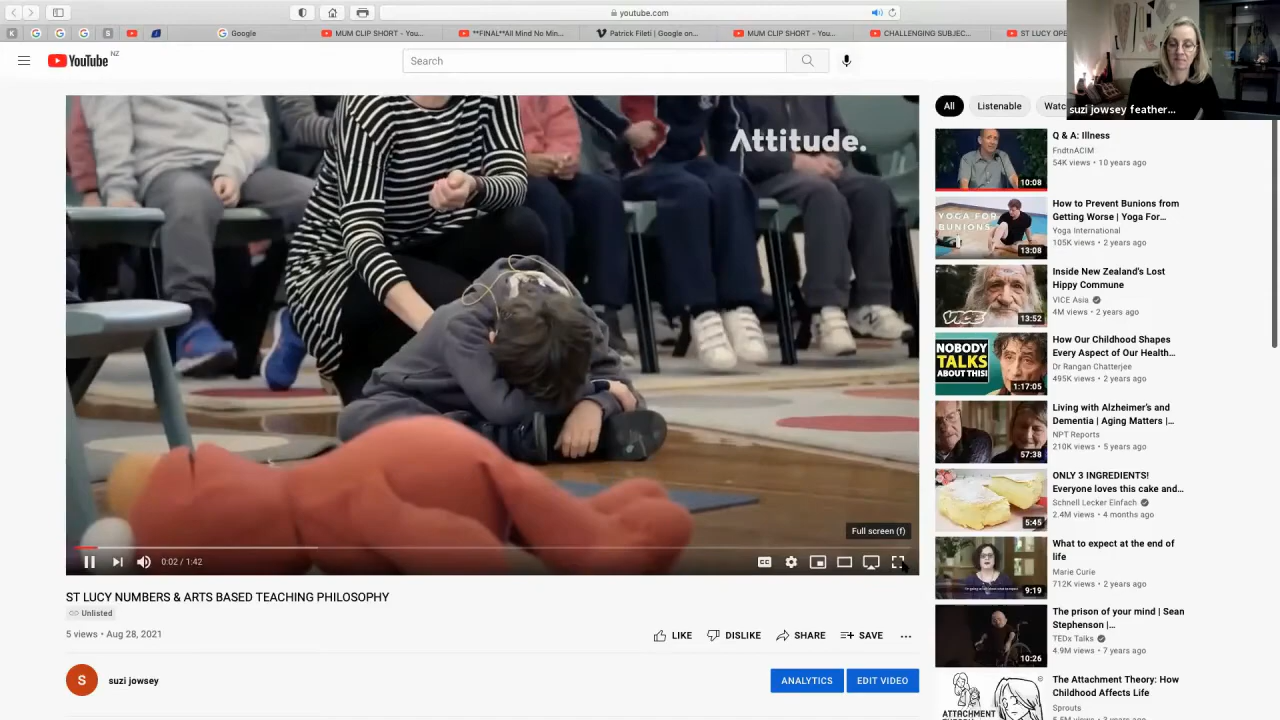 youtube.com
K
Google
MUM CLIP SHORT - You...
**FINAL**All Mind No Min...
Patrick Fileti | Google on...
MUM CLIP SHORT - You...
CHALLENGING SUBJEC...
ST LUCY OPE
YouTube NZ
Search
suzi jowsey feather...
Attitude.
Full screen (f)
0:02 / 1:42
ST LUCY NUMBERS & ARTS BASED TEACHING PHILOSOPHY
Unlisted
5 views • Aug 28, 2021
LIKE
DISLIKE
SHARE
SAVE
S
suzi jowsey
ANALYTICS
EDIT VIDEO
All
Listenable
Watc
10:08
Q & A: Illness
FndtnACIM
54K views • 10 years ago
YOGA FOR
BUNIONS
13:08
How to Prevent Bunions from
Getting Worse | Yoga For...
Yoga International
105K views • 2 years ago
VICE
13:52
Inside New Zealand's Lost
Hippy Commune
VICE Asia
4M views • 2 years ago
NOBODY
TALKS
ABOUT THIS!
1:17:05
How Our Childhood Shapes
Every Aspect of Our Health...
Dr Rangan Chatterjee
495K views • 2 years ago
57:38
Living with Alzheimer's and
Dementia | Aging Matters |...
NPT Reports
210K views • 5 years ago
5:45
ONLY 3 INGREDIENTS!
Everyone loves this cake and...
Schnell Lecker Einfach
2.4M views • 4 months ago
9:19
What to expect at the end of
life
Marie Curie
712K views • 2 years ago
10:26
The prison of your mind | Sean
Stephenson |...
TEDx Talks
4.9M views • 7 years ago
ATTACHMENT
The Attachment Theory: How
Childhood Affects Life
Sprouts